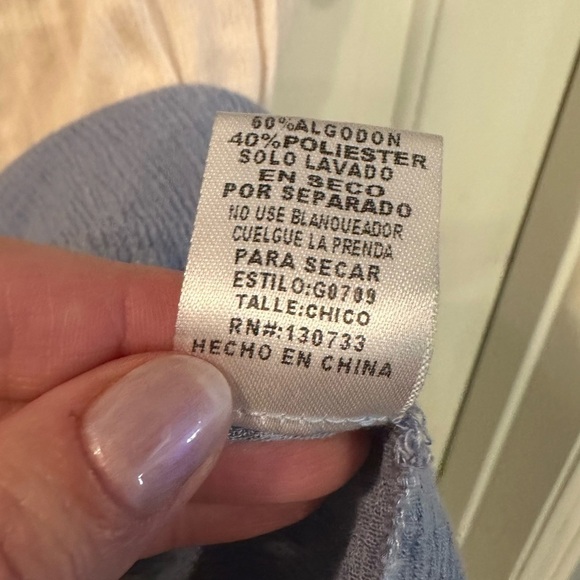 60%ALGODON
40%POLIESTER
SOLO LAVADO
EN SECO
POR SEPARADO
NO USE BLANQUEADOR
CUELGUE LA PRENDA
PARA SECAR
ESTILO:G0709
TALLE:CHICO
RN#:130733
HECHO EN CHINA